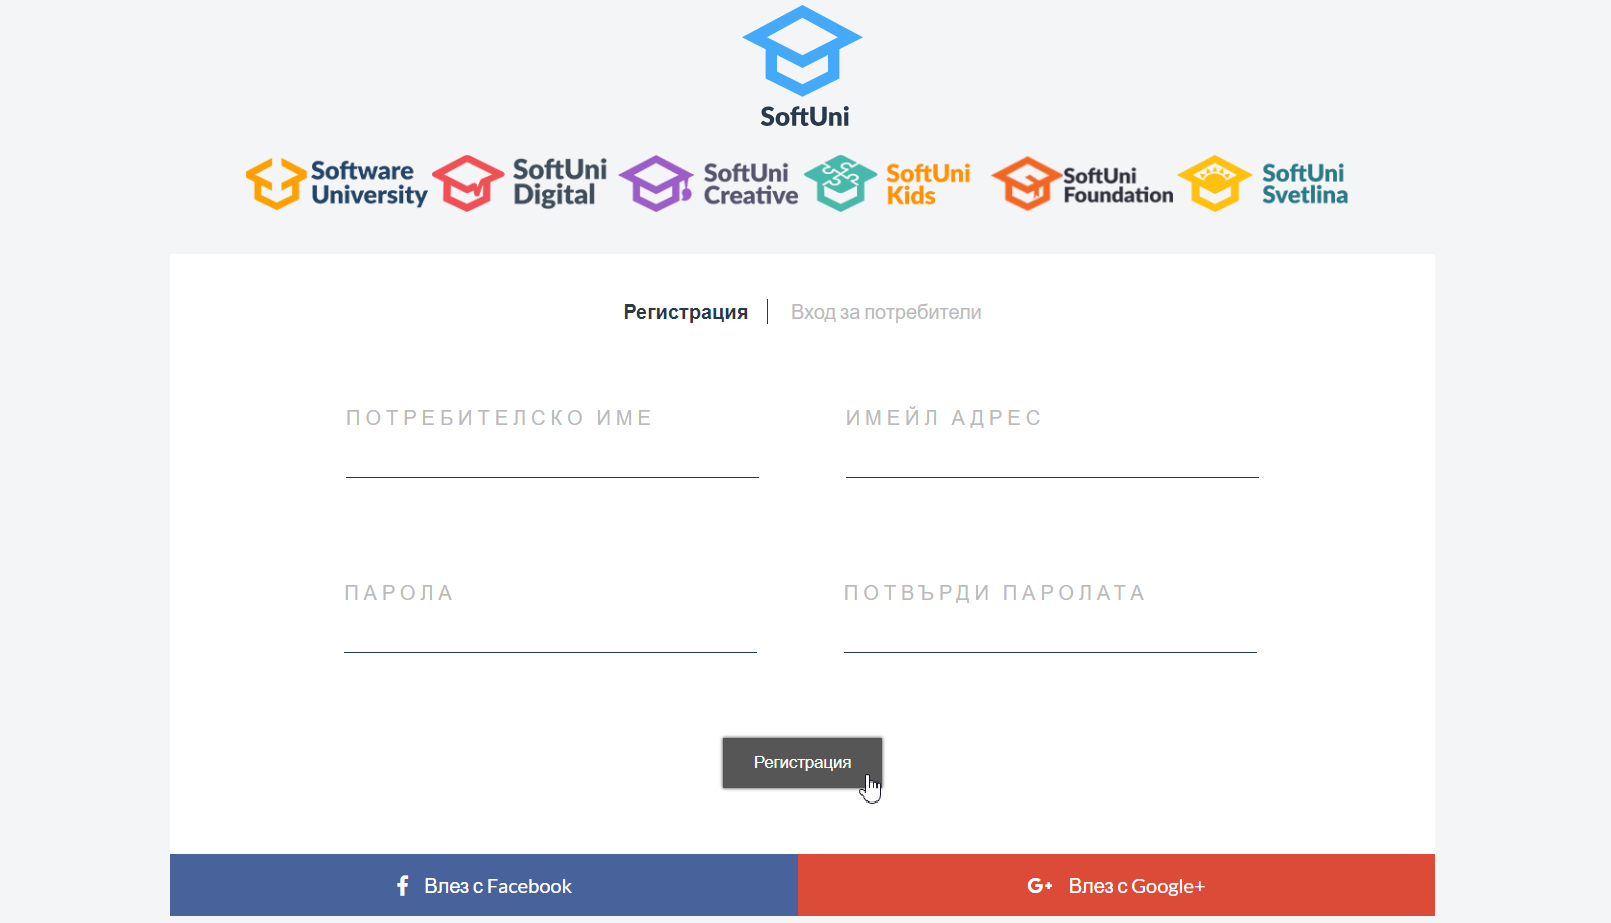 SoftUni
Software University
SoftUni Digital
SoftUni Creative
SoftUni Kids
SoftUni Foundation
SoftUni Svetlina
Регистрация
Вход за потребители
ПОТРЕБИТЕЛСКО ИМЕ
ИМЕЙЛ АДРЕС
ПАРОЛА
ПОТВЪРДИ ПАРОЛАТА
Регистрация
Влез с Facebook
G+ Влез с Google+